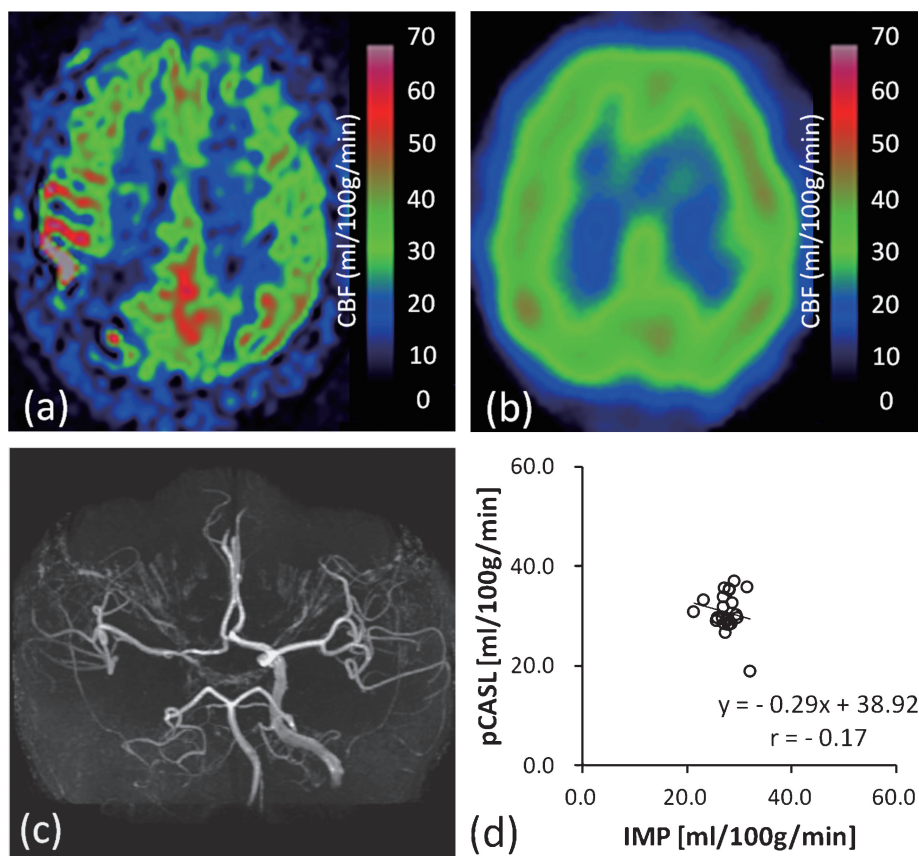 70
60
50
40
30
20
10
0
CBF (ml/100g/min)
(a)
70
60
50
40
30
20
10
0
CBF (ml/100g/min)
(b)
(c)
60.0
40.0
20.0
0.0
pCASL [ml/100g/min]
y = - 0.29x + 38.92
r = - 0.17
0.0 20.0 40.0 60.0
IMP [ml/100g/min]
(d)